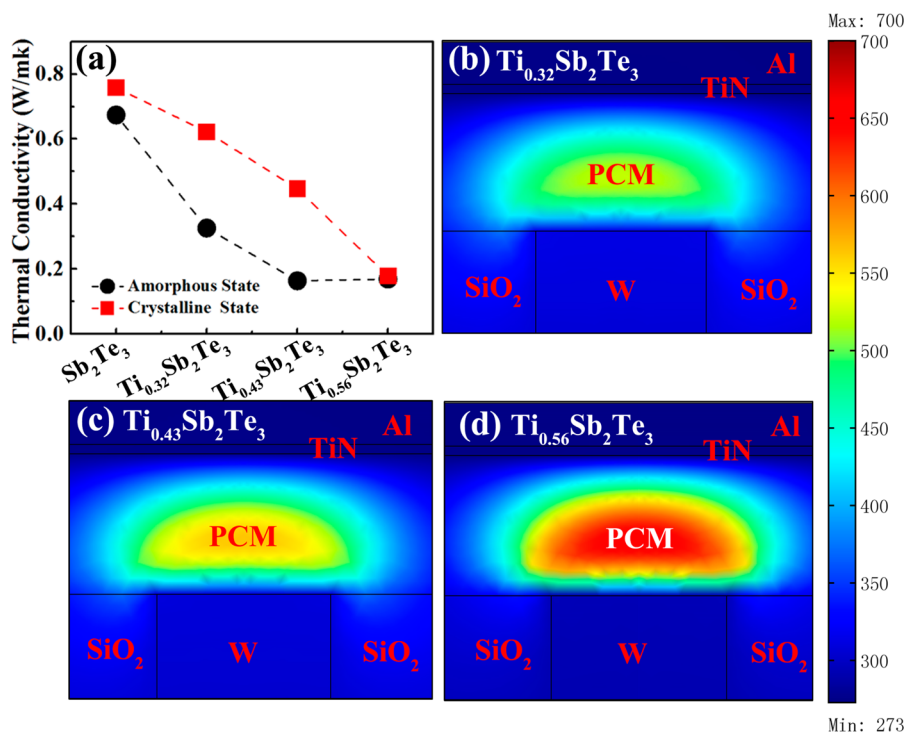 Max: 700
(a)
Thermal Conductivity (W/mk)
0.8
0.6
0.4
0.2
0.0
Amorphous State
Crystalline State
Sb₂Te₃
Ti₀.₃₂Sb₂Te₃
Ti₀.₄₃Sb₂Te₃
Ti₀.₅₆Sb₂Te₃
(b) Ti₀.₃₂Sb₂Te₃
Al
TiN
PCM
SiO₂
W
SiO₂
(c) Ti₀.₄₃Sb₂Te₃
Al
TiN
PCM
SiO₂
W
SiO₂
(d) Ti₀.₅₆Sb₂Te₃
Al
TiN
PCM
SiO₂
W
SiO₂
700
650
600
550
500
450
400
350
300
Min: 273